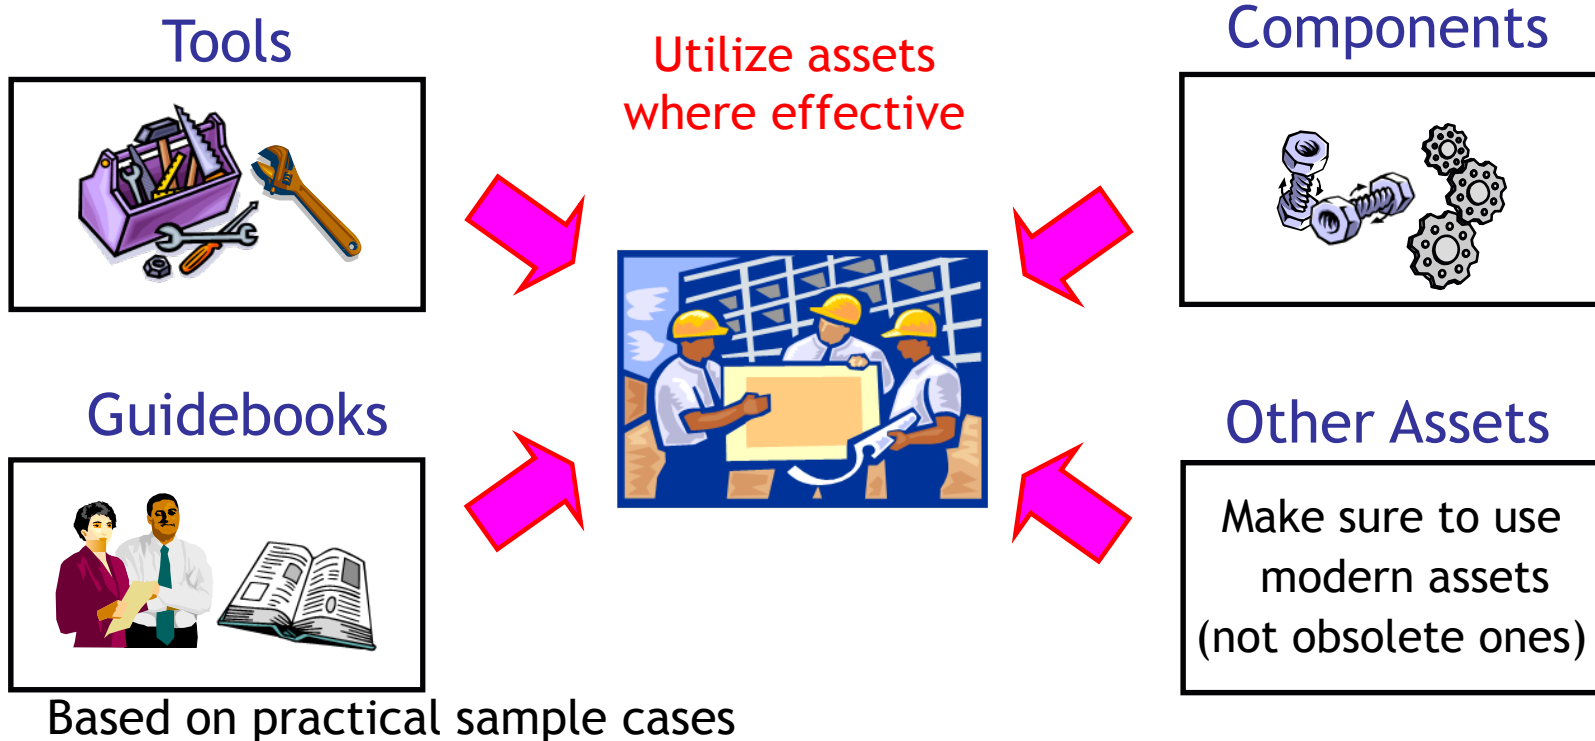 Tools
Utilize assets
where effective
Components
Guidebooks
Based on practical sample cases
Other Assets
Make sure to use
modern assets
(not obsolete ones)